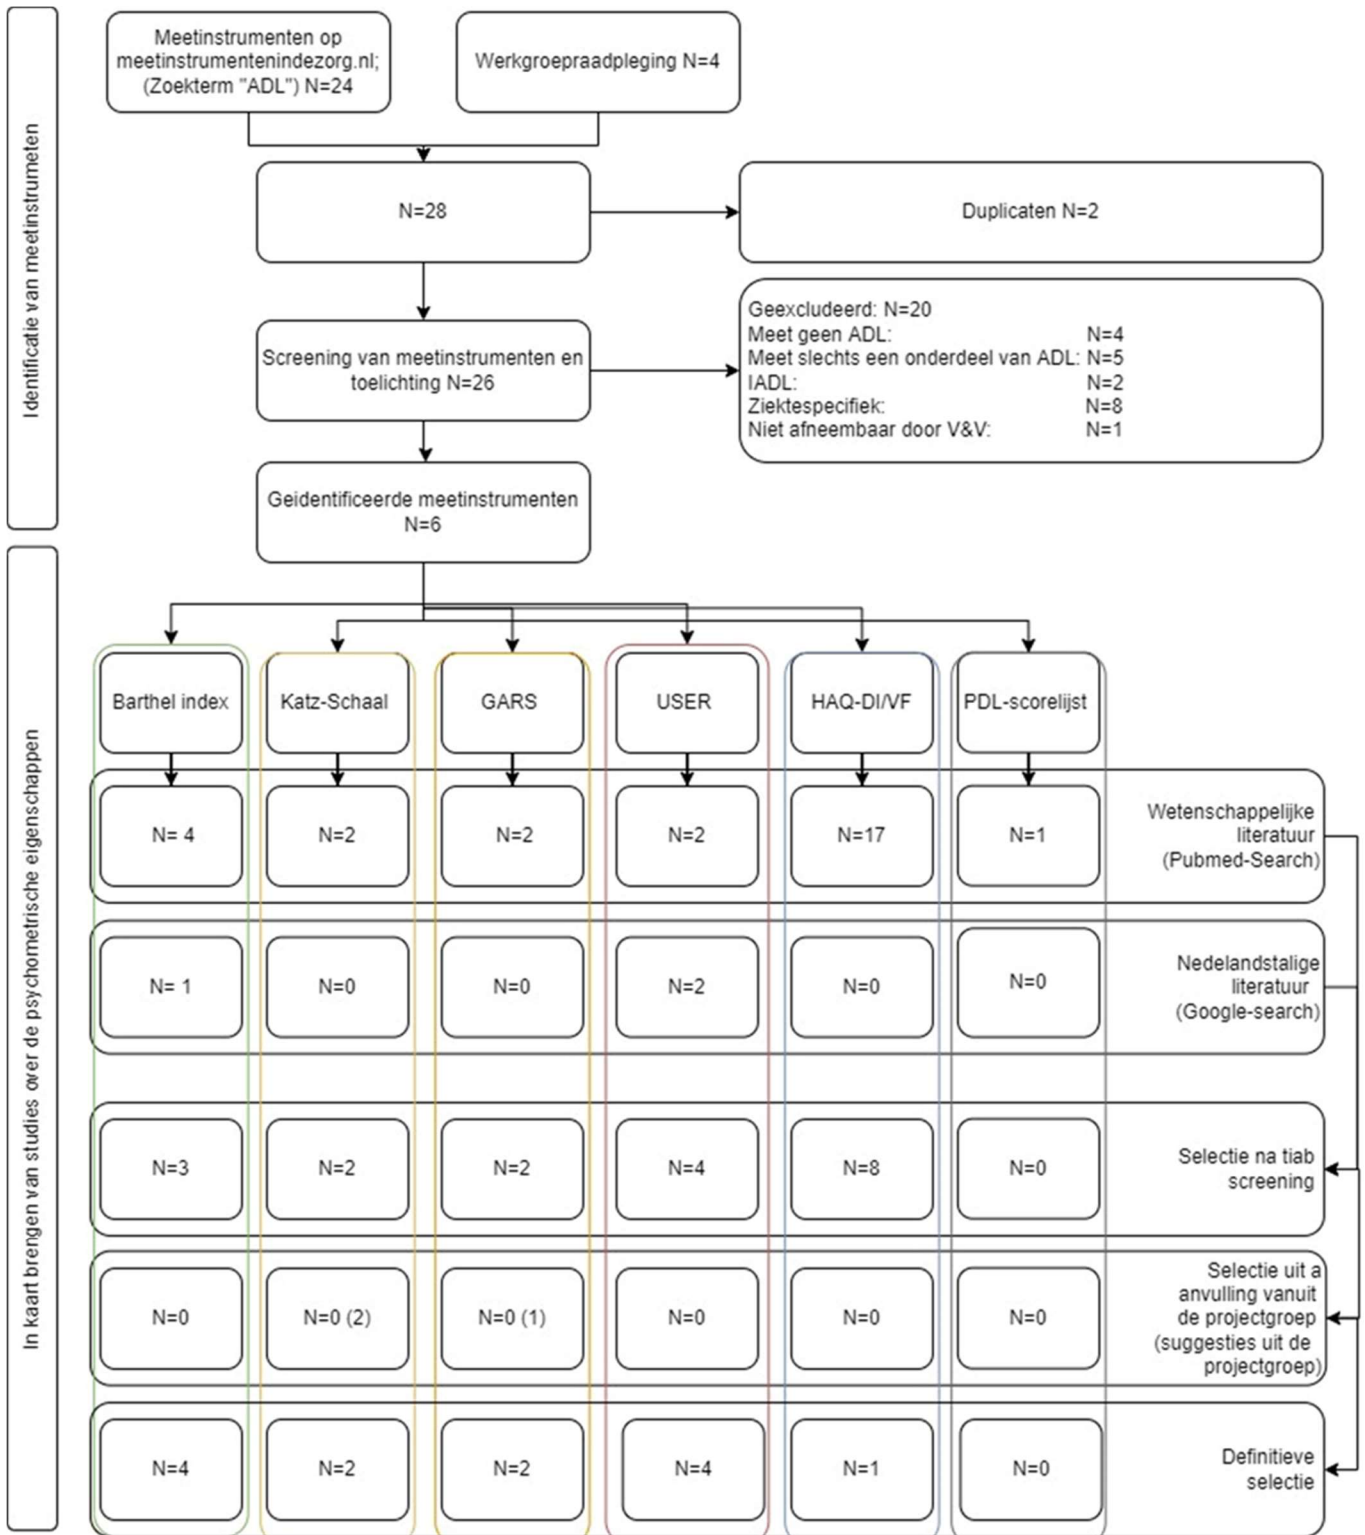 Identificatie van meetinstrumeten
Meetinstrumenten op
meetinstrumentenindezorg.nl;
(Zoekterm "ADL") N=24
Werkgroepraadpleging N=4
N=28
Duplicaten N=2
Screening van meetinstrumenten en
toelichting N=26
Geexcludeerd: N=20
Meet geen ADL: N=4
Meet slechts een onderdeel van ADL: N=5
IADL: N=2
Ziektespecifiek: N=8
Niet afneembaar door V&V: N=1
Geidentificeerde meetinstrumenten
N=6
In kaart brengen van studies over de psychometrische eigenschappen
Barthel index
Katz-Schaal
GARS
USER
HAQ-DI/VF
PDL-scorelijst
N= 4
N=2
N=2
N=2
N=17
N=1
Wetenschappelijke
literatuur
(Pubmed-Search)
N= 1
N=0
N=0
N=2
N=0
N=0
Nedelandstalige
literatuur
(Google-search)
N=3
N=2
N=2
N=4
N=8
N=0
Selectie na tiab
screening
N=0
N=0 (2)
N=0 (1)
N=0
N=0
N=0
Selectie uit a
anvulling vanuit
de projectgroep
(suggesties uit de
projectgroep)
N=4
N=2
N=2
N=4
N=1
N=0
Definitieve
selectie